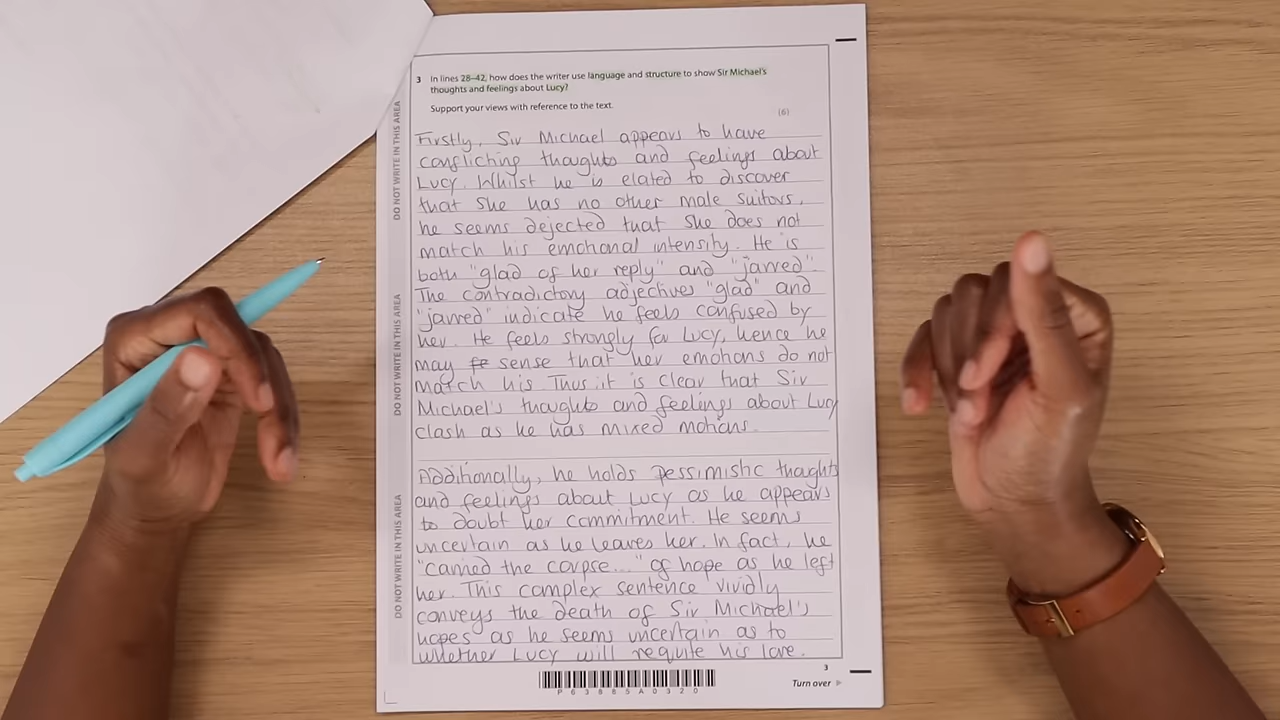 3 In lines 28–42, how does the writer use language and structure to show Sir Michael's
thoughts and feelings about Lucy?
Support your views with reference to the text.
(6)
Firstly, Sir Michael appears to have
conflicting thoughts and feelings about
Lucy. Whilst he is elated to discover
that she has no other male suitors,
he seems dejected that she does not
match his emotional intensity. He is
both "glad of her reply" and "jarred".
The contradictory adjectives "glad" and
"jarred" indicate he feels confused by
her. He feels strongly for Lucy, hence he
may sense that her emotions do not
match his. Thus, it is clear that Sir
Michael's thoughts and feelings about Lucy
clash as he has mixed motions.
Additionally, he holds pessimistic thoughts
and feelings about Lucy as he appears
to doubt her commitment. He seems
uncertain as he leaves her. In fact, he
"carried the corpse..." of hope as he left
her. This complex sentence vividly
conveys the death of Sir Michael's
hopes as he seems uncertain as to
whether Lucy will requite his love.
DO NOT WRITE IN THIS AREA
DO NOT WRITE IN THIS AREA
DO NOT WRITE IN THIS AREA
P63885A0320
3
Turn over